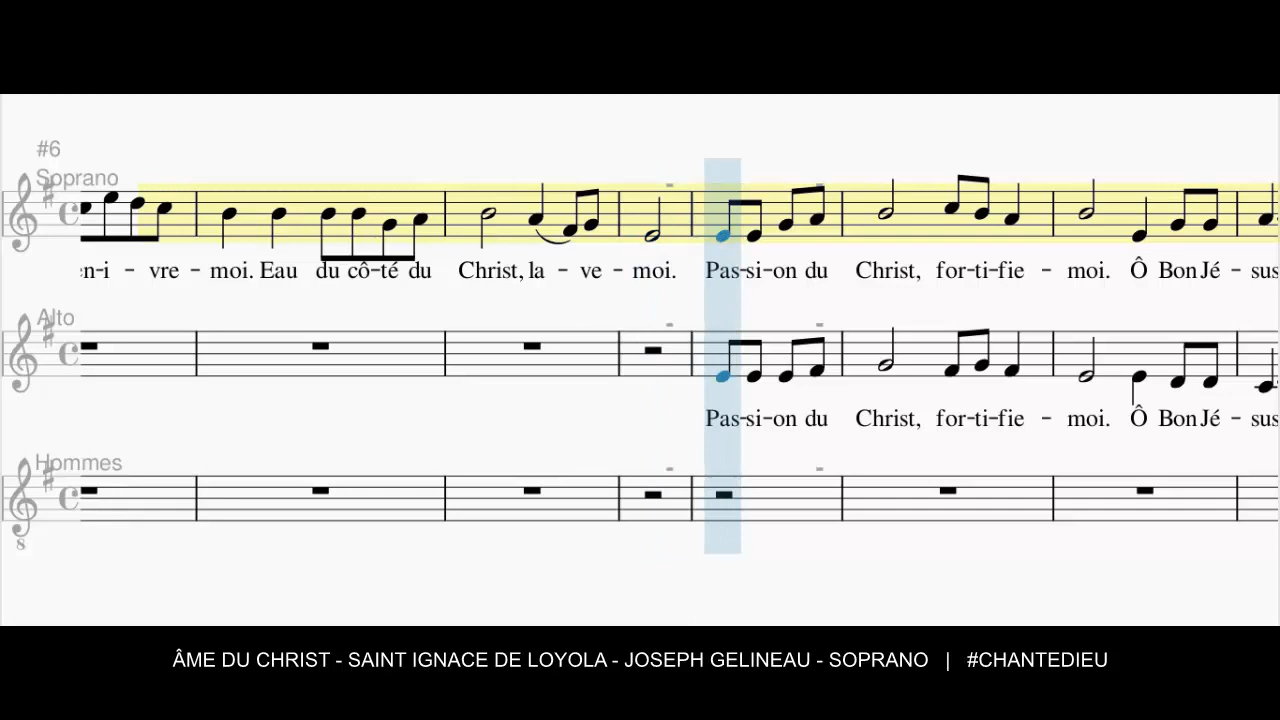 #6
Soprano
n-i - vre - moi. Eau du cô-té du Christ, la - ve - moi. Pas-si-on du Christ, for-ti-fie - moi. Ô Bon Jé - sus
Alto
Pas-si-on du Christ, for-ti-fie - moi. Ô Bon Jé - sus
Hommes
8
ÂME DU CHRIST - SAINT IGNACE DE LOYOLA - JOSEPH GELINEAU - SOPRANO | #CHANTEDIEU